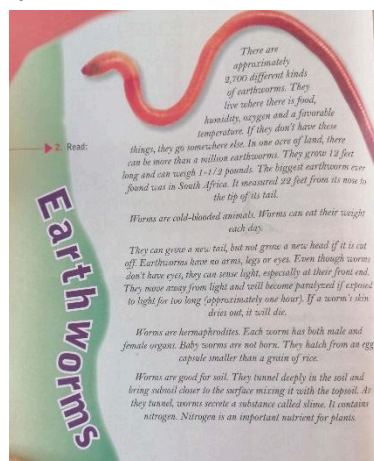 There are
approximately
2,700 different kinds
of earthworms. They
live where there is food,
humidity, oxygen and a favorable
temperature. If they don't have these
2. Read:
things, they go somewhere else. In one acre of land, there
can be more than a million earthworms. They grow 12 feet
long and can weigh 1-1/2 pounds. The biggest earthworm ever
found was in South Africa. It measured 22 feet from its nose to
the tip of its tail.
Worms are cold-blooded animals. Worms can eat their weight
each day.
They can grove a new tail, but not grow a new head if it is cut
off. Earthworms have no arms, legs or eyes. Even though worms
don't have eyes, they can sense light, especially at their front end.
They move away from light and will become paralyzed if exposed
to light for too long (approximately one hour). If a worm's skin
dries out, it will die.
Worms are hermaphrodites. Each worm has both male and
female organs. Baby worms are not born. They hatch from an egg
capsule smaller than a grain of rice.
Worms are good for soil. They tunnel deeply in the soil and
bring subsoil closer to the surface mixing it with the topsoil. As
they tunnel, worms secrete a substance called slime. It contains
nitrogen. Nitrogen is an important nutrient for plants.
Earthworms